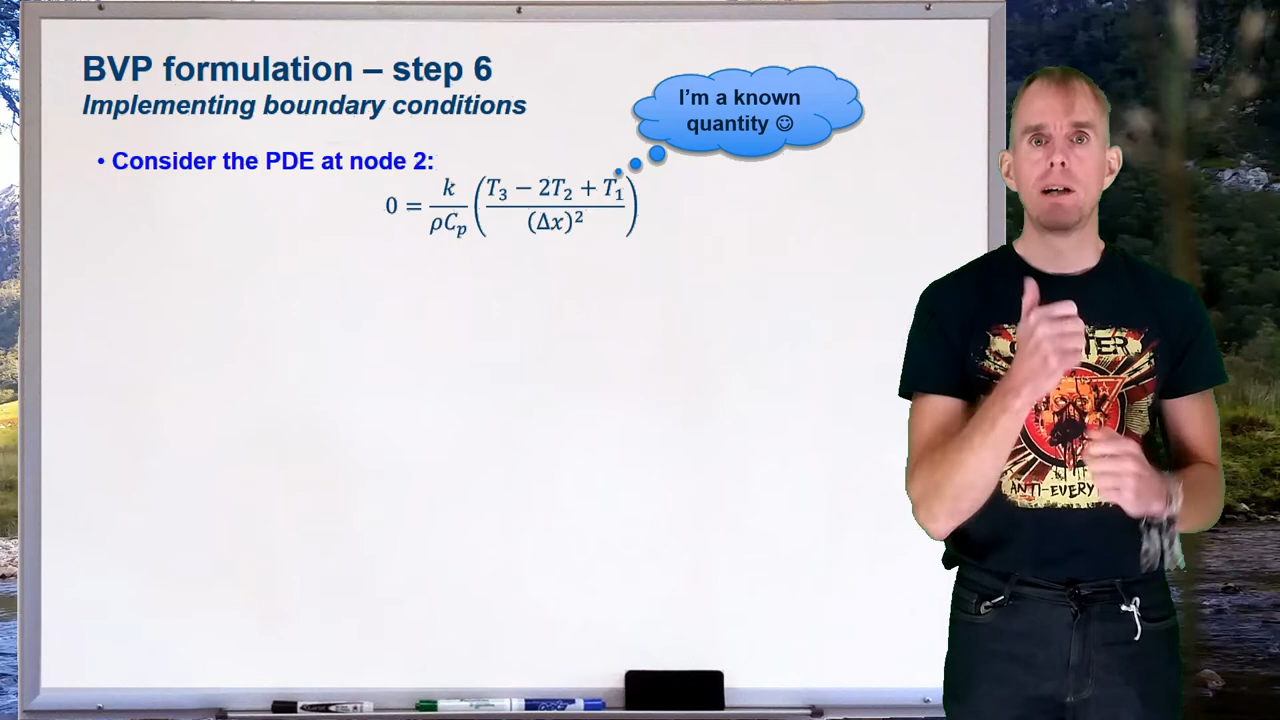 BVP formulation – step 6
Implementing boundary conditions
I'm a known
quantity ☺
• Consider the PDE at node 2:
0 = k/(ρC_p) ((T_3 − 2T_2 + T_1)/(Δx)^2)
ANTI-EVERY